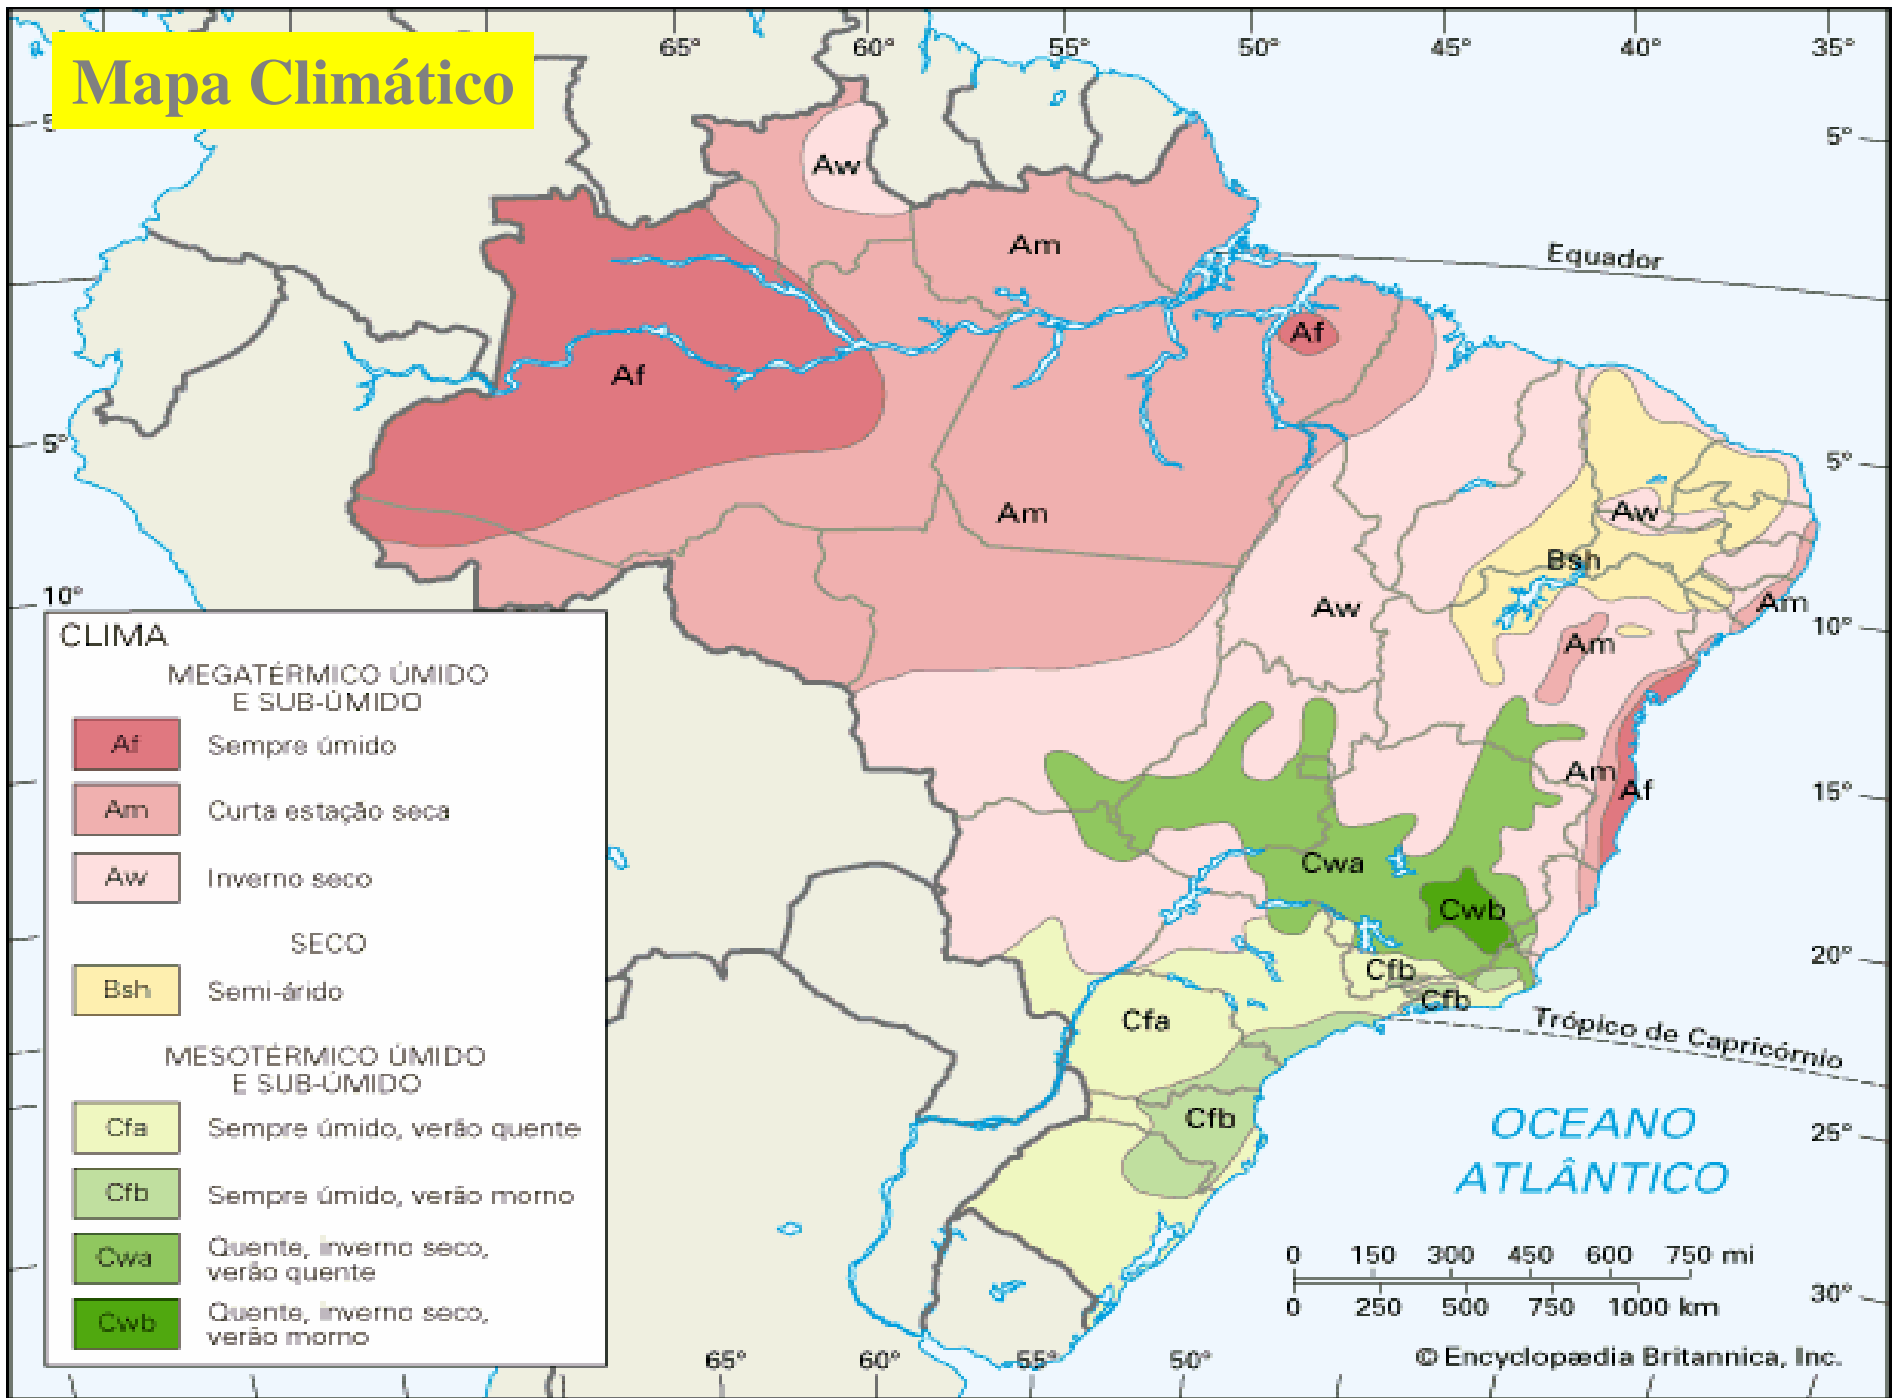 Mapa Climático
65° 60° 55° 50° 45° 40° 35°
5°
5°
Aw
Am
Equador
Af
Af
5°
5°
Am
Aw
Bsh
10°
Aw
Am
10°
Am
CLIMA
MEGATÉRMICO ÚMIDO
E SUB-ÚMIDO
Af Sempre úmido
Am Curta estação seca
Aw Inverno seco
SECO
Bsh Semi-árido
MESOTÉRMICO ÚMIDO
E SUB-ÚMIDO
Cfa Sempre úmido, verão quente
Cfb Sempre úmido, verão morno
Cwa Quente, inverno seco,
verão quente
Cwb Quente, inverno seco,
verão morno
Am
Af
15°
Cwa
Cwb
20°
Cfb
Cfb
Cfa
Trópico de Capricórnio
Cfb
OCEANO
ATLÂNTICO
25°
0 150 300 450 600 750 mi
0 250 500 750 1000 km
30°
65° 60° 55° 50°
© Encyclopædia Britannica, Inc.